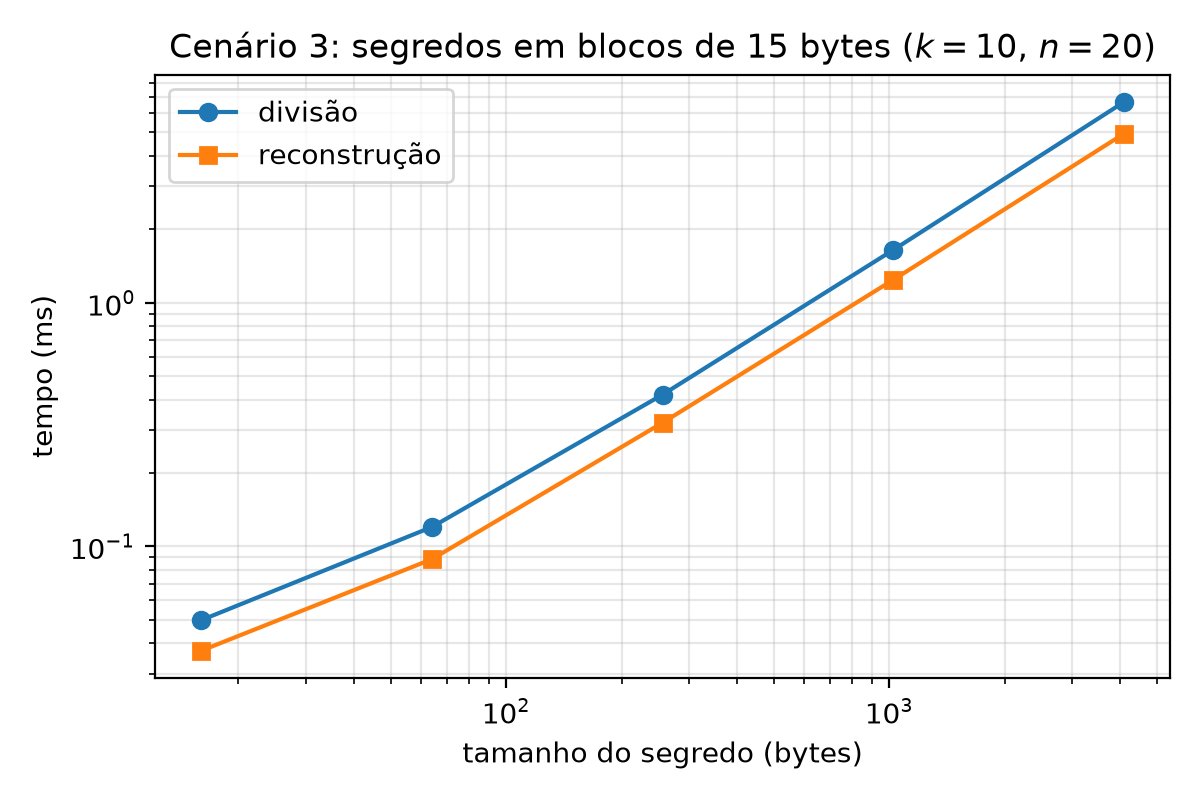 Cenário 3: segredos em blocos de 15 bytes (k = 10, n = 20)
divisão
reconstrução
tempo (ms)
10⁰
10⁻¹
10² 10³
tamanho do segredo (bytes)